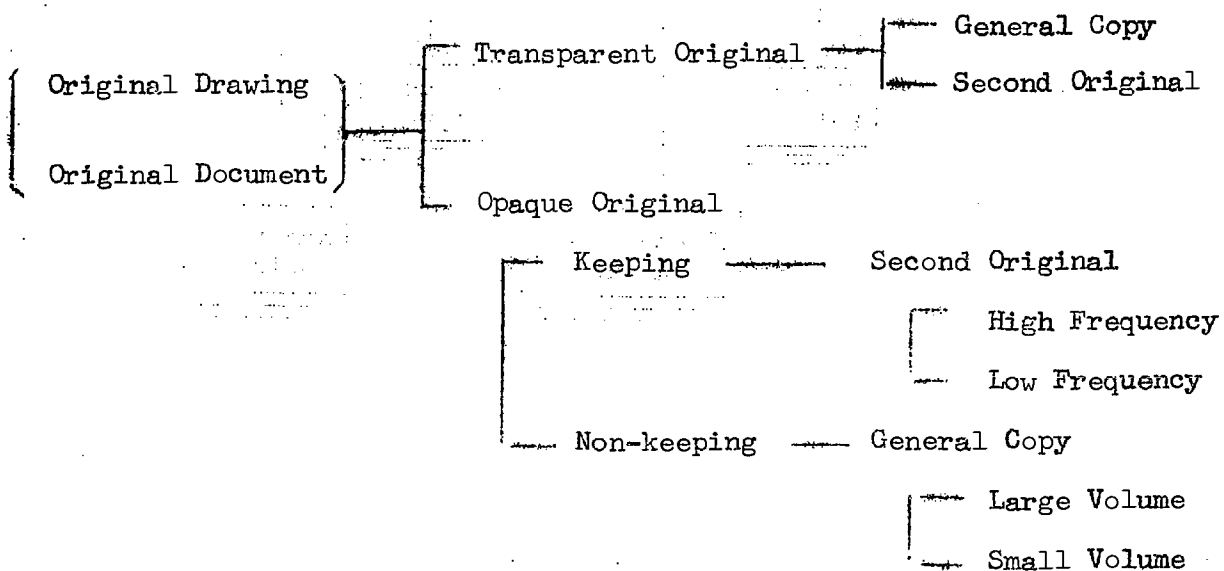 General Copy
Transparent Original
Second Original
Original Drawing
Original Document
Opaque Original
Keeping Second Original
High Frequency
Low Frequency
Non-keeping General Copy
Large Volume
Small Volume